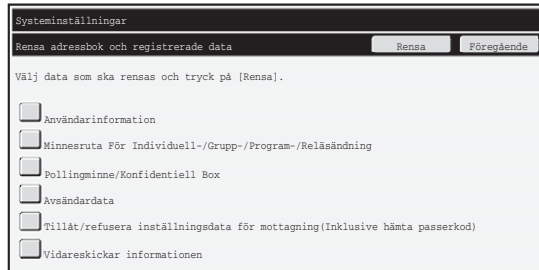 Systeminställningar
Rensa adressbok och registrerade data Rensa Föregående
Välj data som ska rensas och tryck på [Rensa].
Användarinformation
Minnesruta För Individuell-/Grupp-/Program-/Reläsändning
Pollingminne/Konfidentiell Box
Avsändardata
Tillåt/refusera inställningsdata för mottagning(Inklusive hämta passerkod)
Vidareskickar informationen